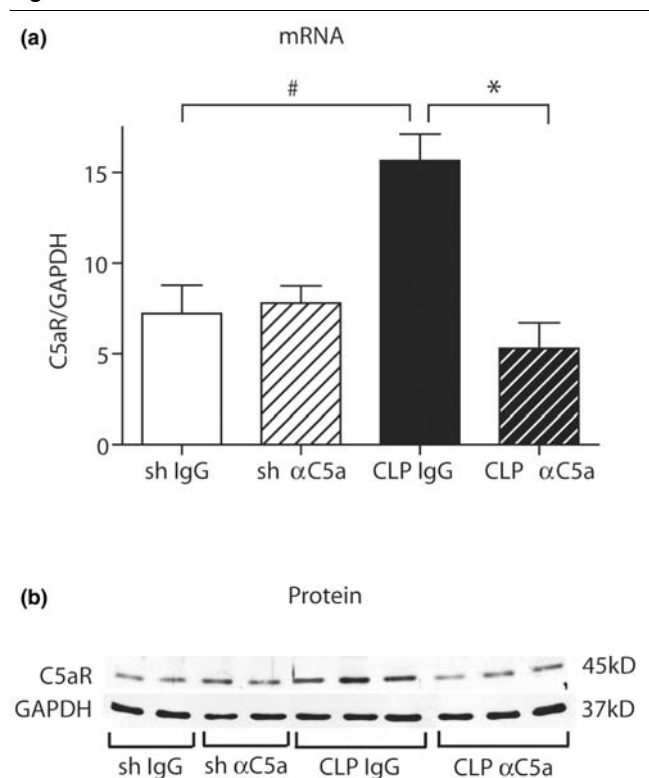 (a)
mRNA
#
*
C5aR/GAPDH
15
10
5
0
sh IgG
sh αC5a
CLP IgG
CLP αC5a
(b)
Protein
C5aR
45kD
GAPDH
37kD
sh IgG
sh αC5a
CLP IgG
CLP αC5a